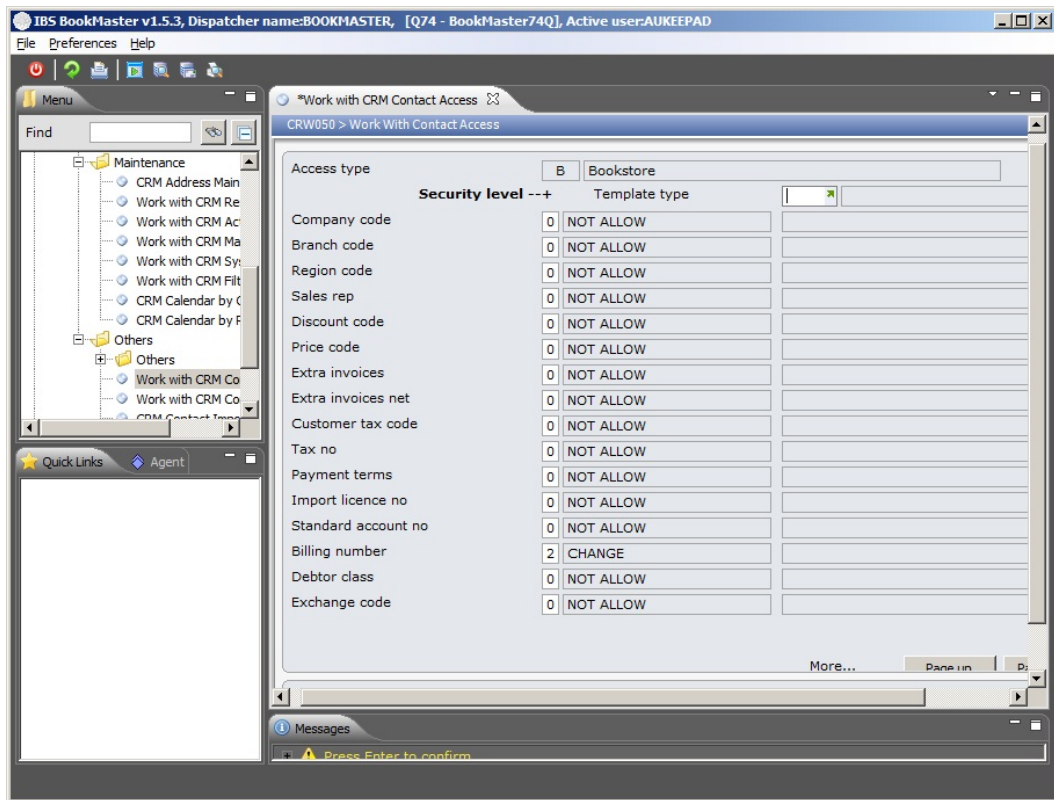 IBS BookMaster v1.5.3, Dispatcher name:BOOKMASTER, [Q74 - BookMaster74Q], Active user:AUKEEPAD
File Preferences Help
Menu
Find
Maintenance
CRM Address Main
Work with CRM Re
Work with CRM Ac
Work with CRM Ma
Work with CRM Sys
Work with CRM Filt
CRM Calendar by C
CRM Calendar by F
Others
Others
Work with CRM Co
Work with CRM Co
CRM Contact Impo
Quick Links Agent
*Work with CRM Contact Access
CRW050 > Work With Contact Access
Access type B Bookstore
Security level --+ Template type
Company code 0 NOT ALLOW
Branch code 0 NOT ALLOW
Region code 0 NOT ALLOW
Sales rep 0 NOT ALLOW
Discount code 0 NOT ALLOW
Price code 0 NOT ALLOW
Extra invoices 0 NOT ALLOW
Extra invoices net 0 NOT ALLOW
Customer tax code 0 NOT ALLOW
Tax no 0 NOT ALLOW
Payment terms 0 NOT ALLOW
Import licence no 0 NOT ALLOW
Standard account no 0 NOT ALLOW
Billing number 2 CHANGE
Debtor class 0 NOT ALLOW
Exchange code 0 NOT ALLOW
More... Page up Pa
Messages
Press Enter to confirm